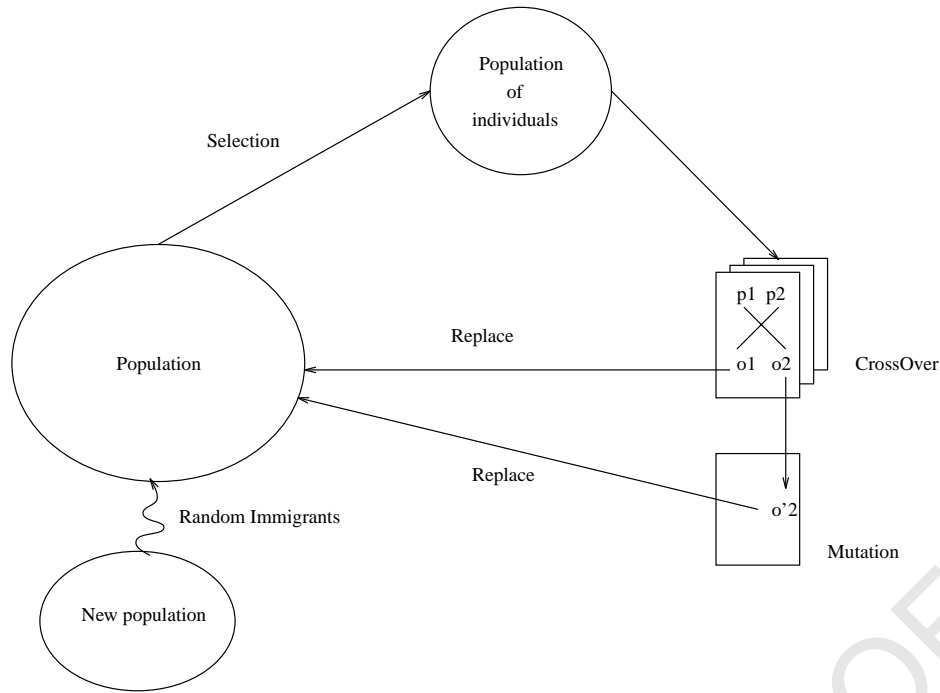 Population
of
individuals
Selection
p1 p2
Replace
o1 o2
CrossOver
Population
Replace
o'2
Random Immigrants
Mutation
New population